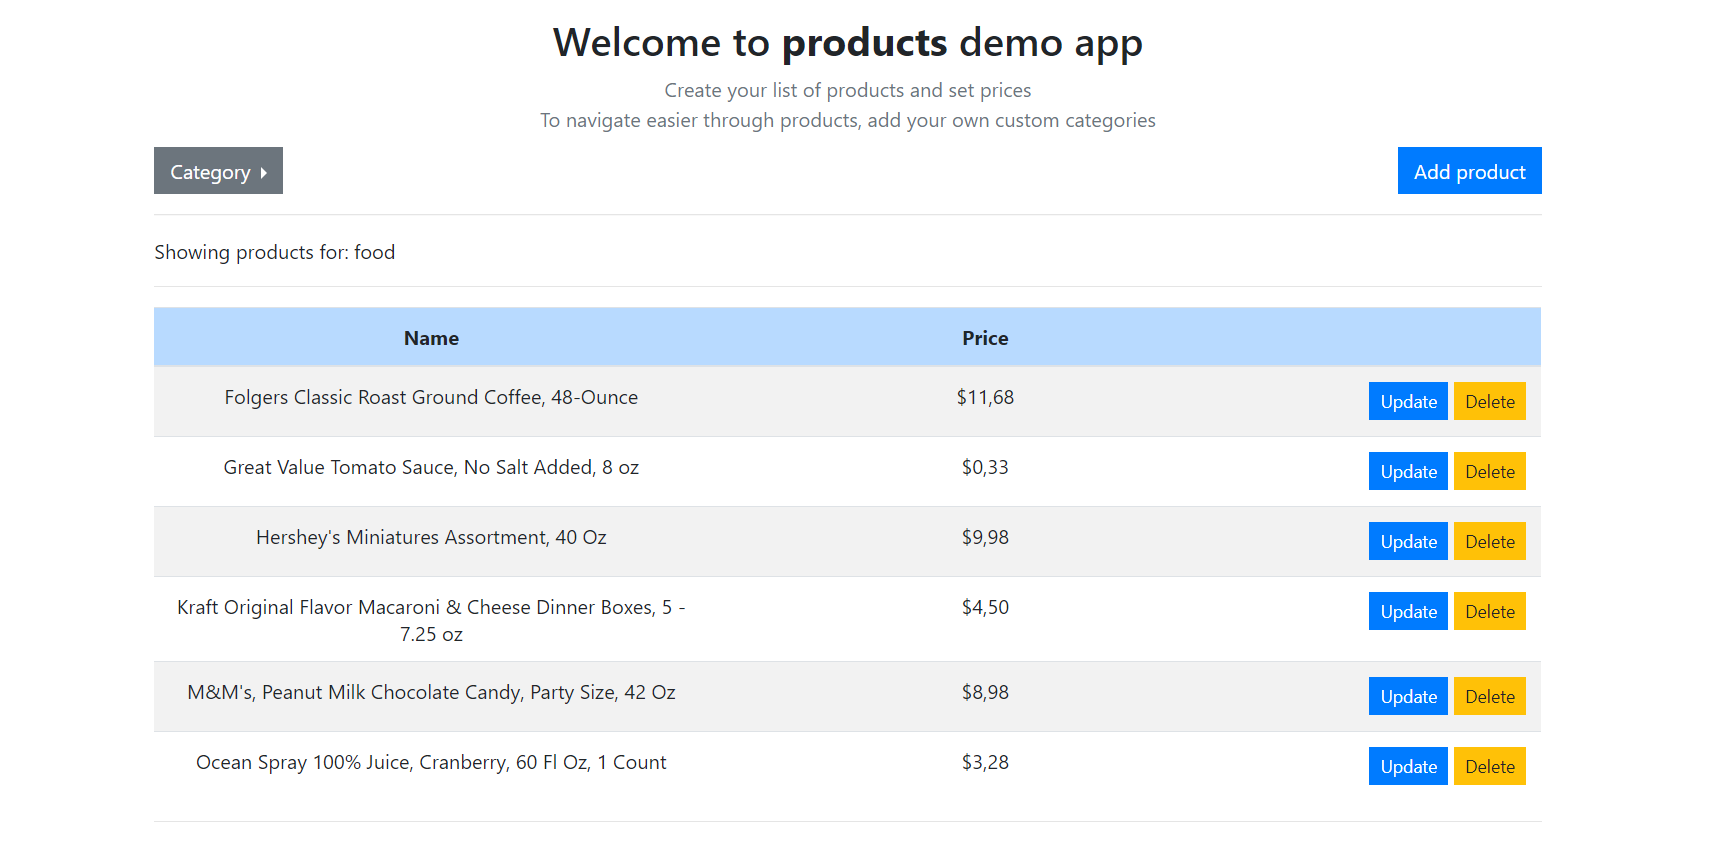 Welcome to products demo app
Create your list of products and set prices
To navigate easier through products, add your own custom categories
Category
Add product
Showing products for: food
Name Price
Folgers Classic Roast Ground Coffee, 48-Ounce $11,68 Update Delete
Great Value Tomato Sauce, No Salt Added, 8 oz $0,33 Update Delete
Hershey's Miniatures Assortment, 40 Oz $9,98 Update Delete
Kraft Original Flavor Macaroni & Cheese Dinner Boxes, 5 - $4,50 Update Delete
7.25 oz
M&M's, Peanut Milk Chocolate Candy, Party Size, 42 Oz $8,98 Update Delete
Ocean Spray 100% Juice, Cranberry, 60 Fl Oz, 1 Count $3,28 Update Delete